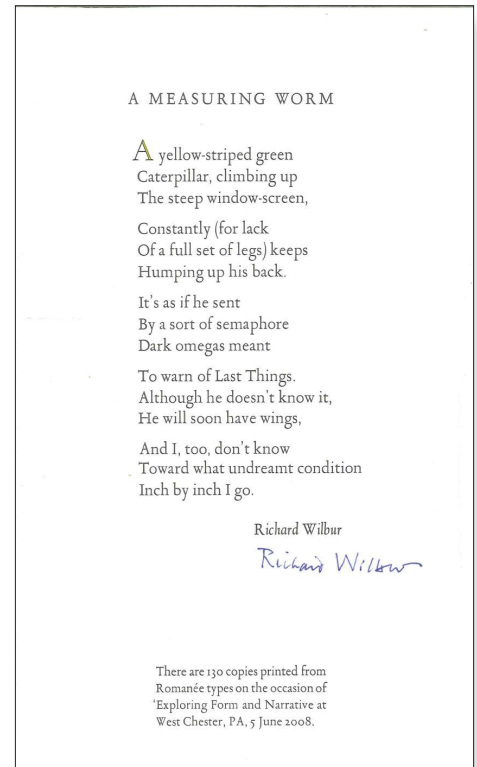 A MEASURING WORM
A yellow-striped green
Caterpillar, climbing up
The steep window-screen,
Constantly (for lack
Of a full set of legs) keeps
Humping up his back.
It's as if he sent
By a sort of semaphore
Dark omegas meant
To warn of Last Things.
Although he doesn't know it,
He will soon have wings,
And I, too, don't know
Toward what undreamt condition
Inch by inch I go.
Richard Wilbur
Richard Wilbur
There are 130 copies printed from
Romanée types on the occasion of
'Exploring Form and Narrative at
West Chester, PA, 5 June 2008.